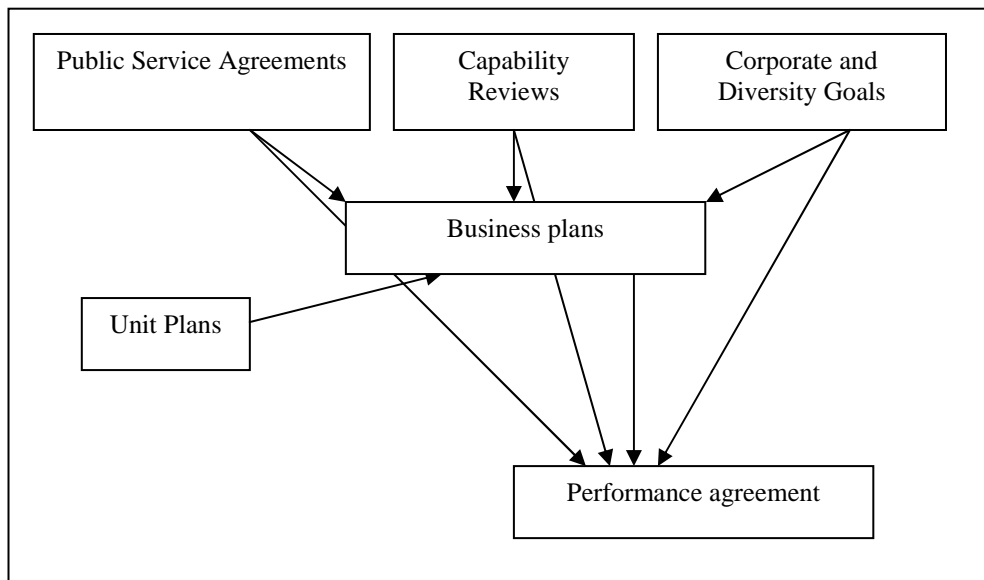 Public Service Agreements
Capability
Reviews
Corporate and
Diversity Goals
Business plans
Unit Plans
Performance agreement